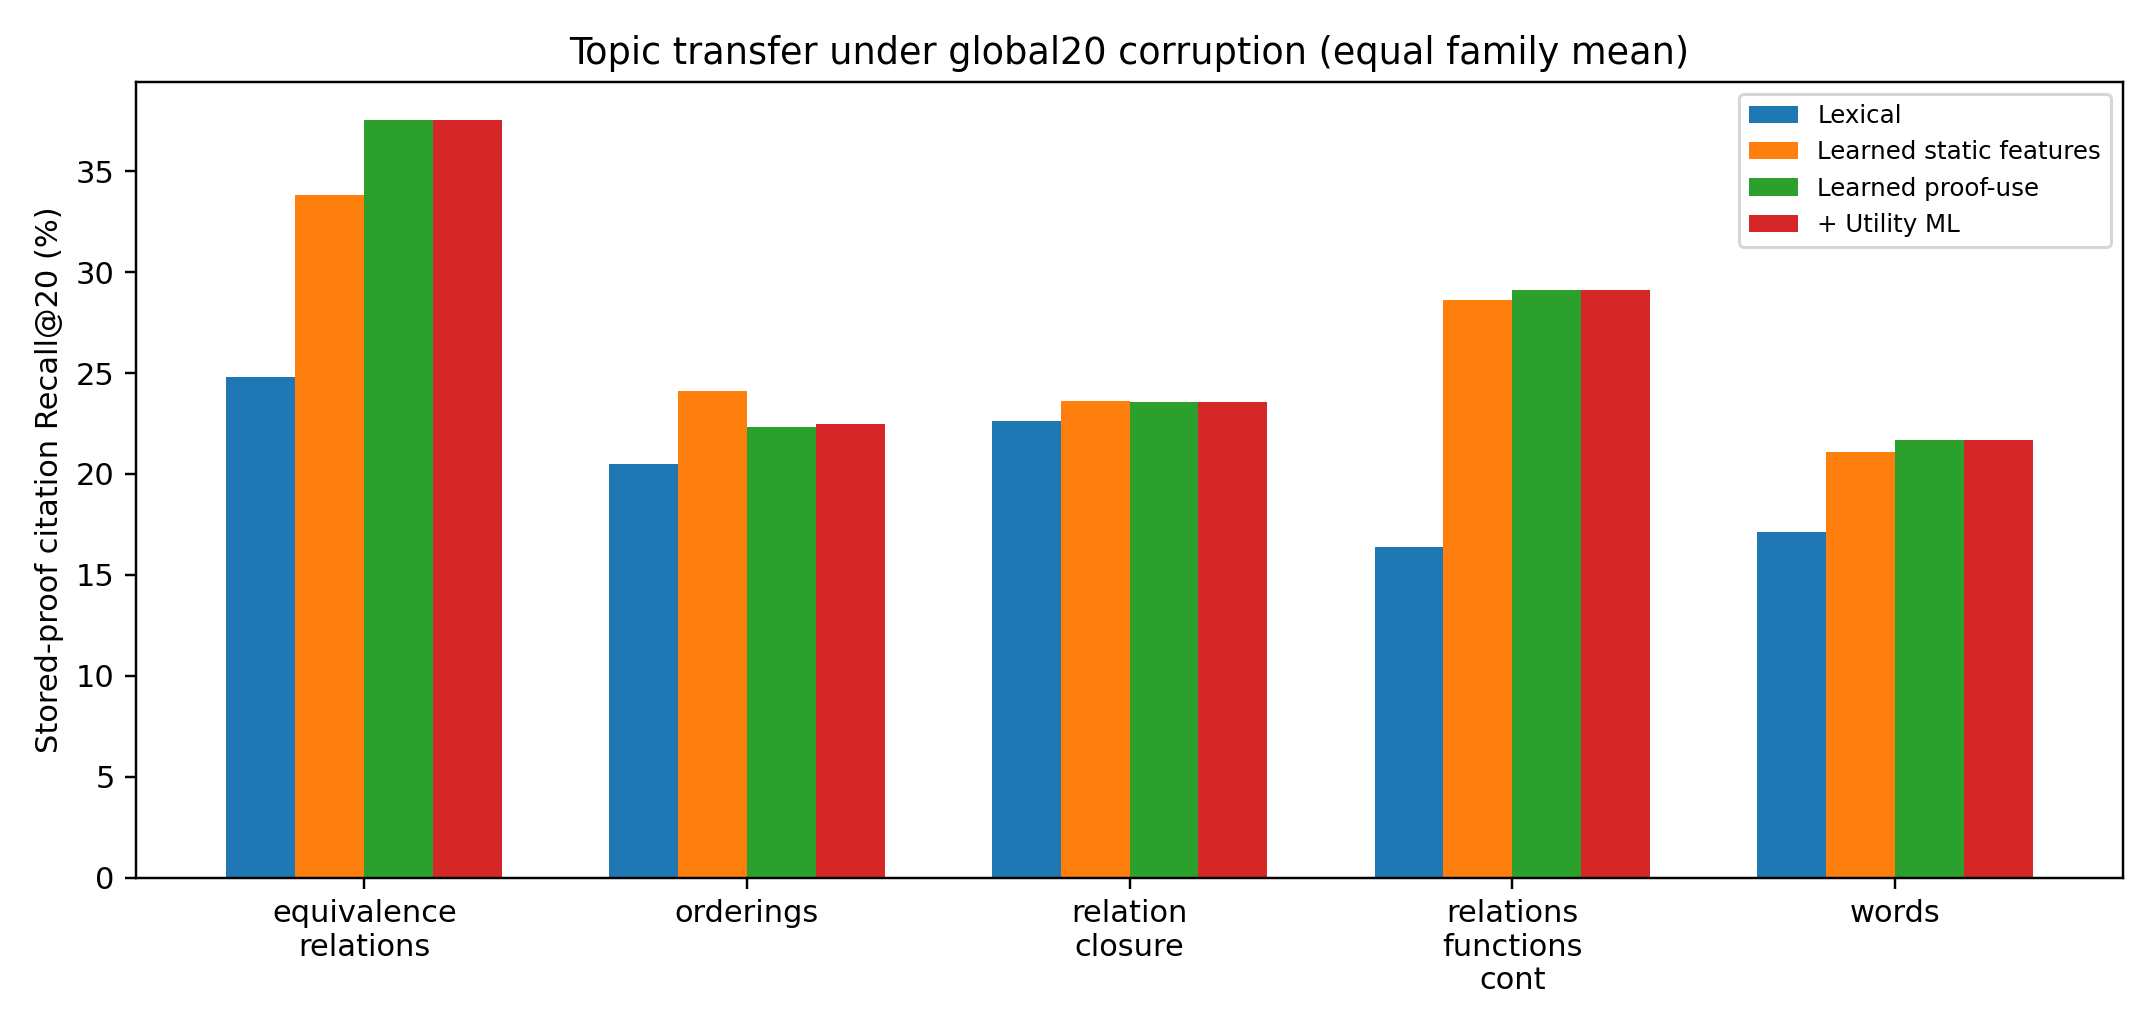 Topic transfer under global20 corruption (equal family mean)
Stored-proof citation Recall@20 (%)
35
30
25
20
15
10
5
0
Lexical
Learned static features
Learned proof-use
+ Utility ML
equivalence
relations
orderings
relation
closure
relations
functions
cont
words